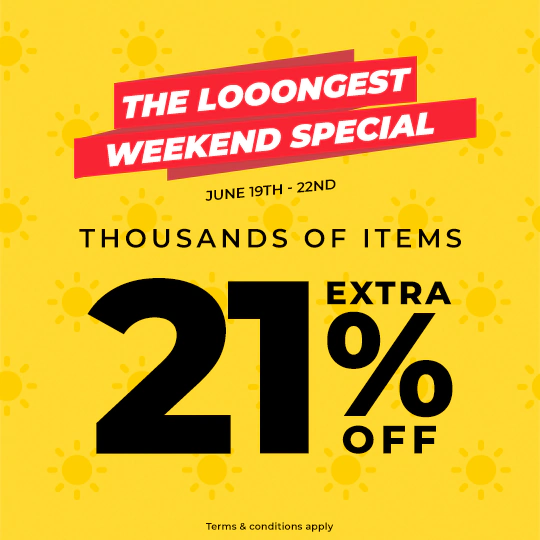 THE LOOONGEST
WEEKEND SPECIAL
JUNE 19TH - 22ND
THOUSANDS OF ITEMS
21% EXTRA OFF
Terms & conditions apply